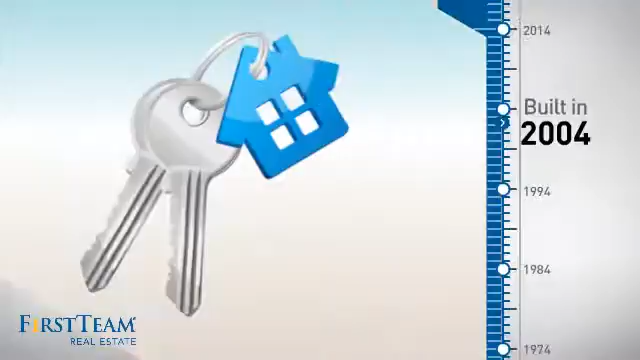 2014
Built in
2004
1994
1984
1974
FIRSTTEAM®
REAL ESTATE